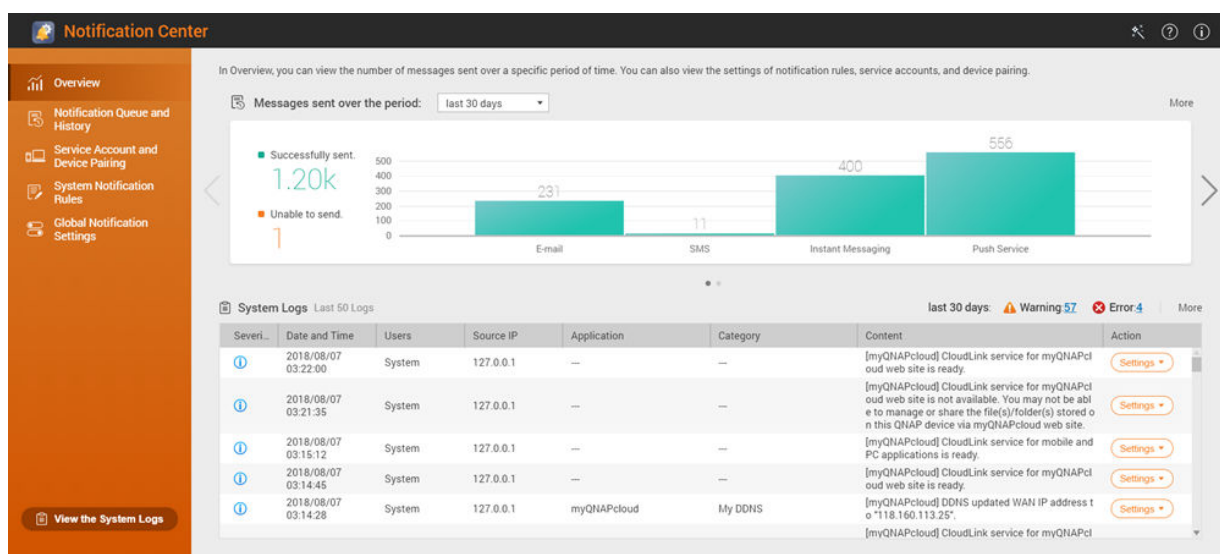 Notification Center
Overview
Notification Queue and
History
Service Account and
Device Pairing
System Notification
Rules
Global Notification
Settings
View the System Logs
In Overview, you can view the number of messages sent over a specific period of time. You can also view the settings of notification rules, service accounts, and device pairing.
Messages sent over the period: last 30 days More
Successfully sent.
1.20k
Unable to send.
1
500
400
300
200
100
0
231
11
400
556
E-mail SMS Instant Messaging Push Service
System Logs Last 50 Logs last 30 days: Warning:57 Error:4 More
Severi... Date and Time Users Source IP Application Category Content Action
2018/08/07
03:22:00
System 127.0.0.1 --- ---
[myQNAPcloud] CloudLink service for myQNAPcl
oud web site is ready.
Settings
2018/08/07
03:21:35
System 127.0.0.1 --- ---
[myQNAPcloud] CloudLink service for myQNAPcl
oud web site is not available. You may not be abl
e to manage or share the file(s)/folder(s) stored o
n this QNAP device via myQNAPcloud web site.
Settings
2018/08/07
03:15:12
System 127.0.0.1 --- ---
[myQNAPcloud] CloudLink service for mobile and
PC applications is ready.
Settings
2018/08/07
03:14:45
System 127.0.0.1 --- ---
[myQNAPcloud] CloudLink service for myQNAPcl
oud web site is ready.
Settings
2018/08/07
03:14:28
System 127.0.0.1 myQNAPcloud My DDNS
[myQNAPcloud] DDNS updated WAN IP address t
o "118.160.113.25".
Settings
[myQNAPcloud] CloudLink service for myQNAPcl